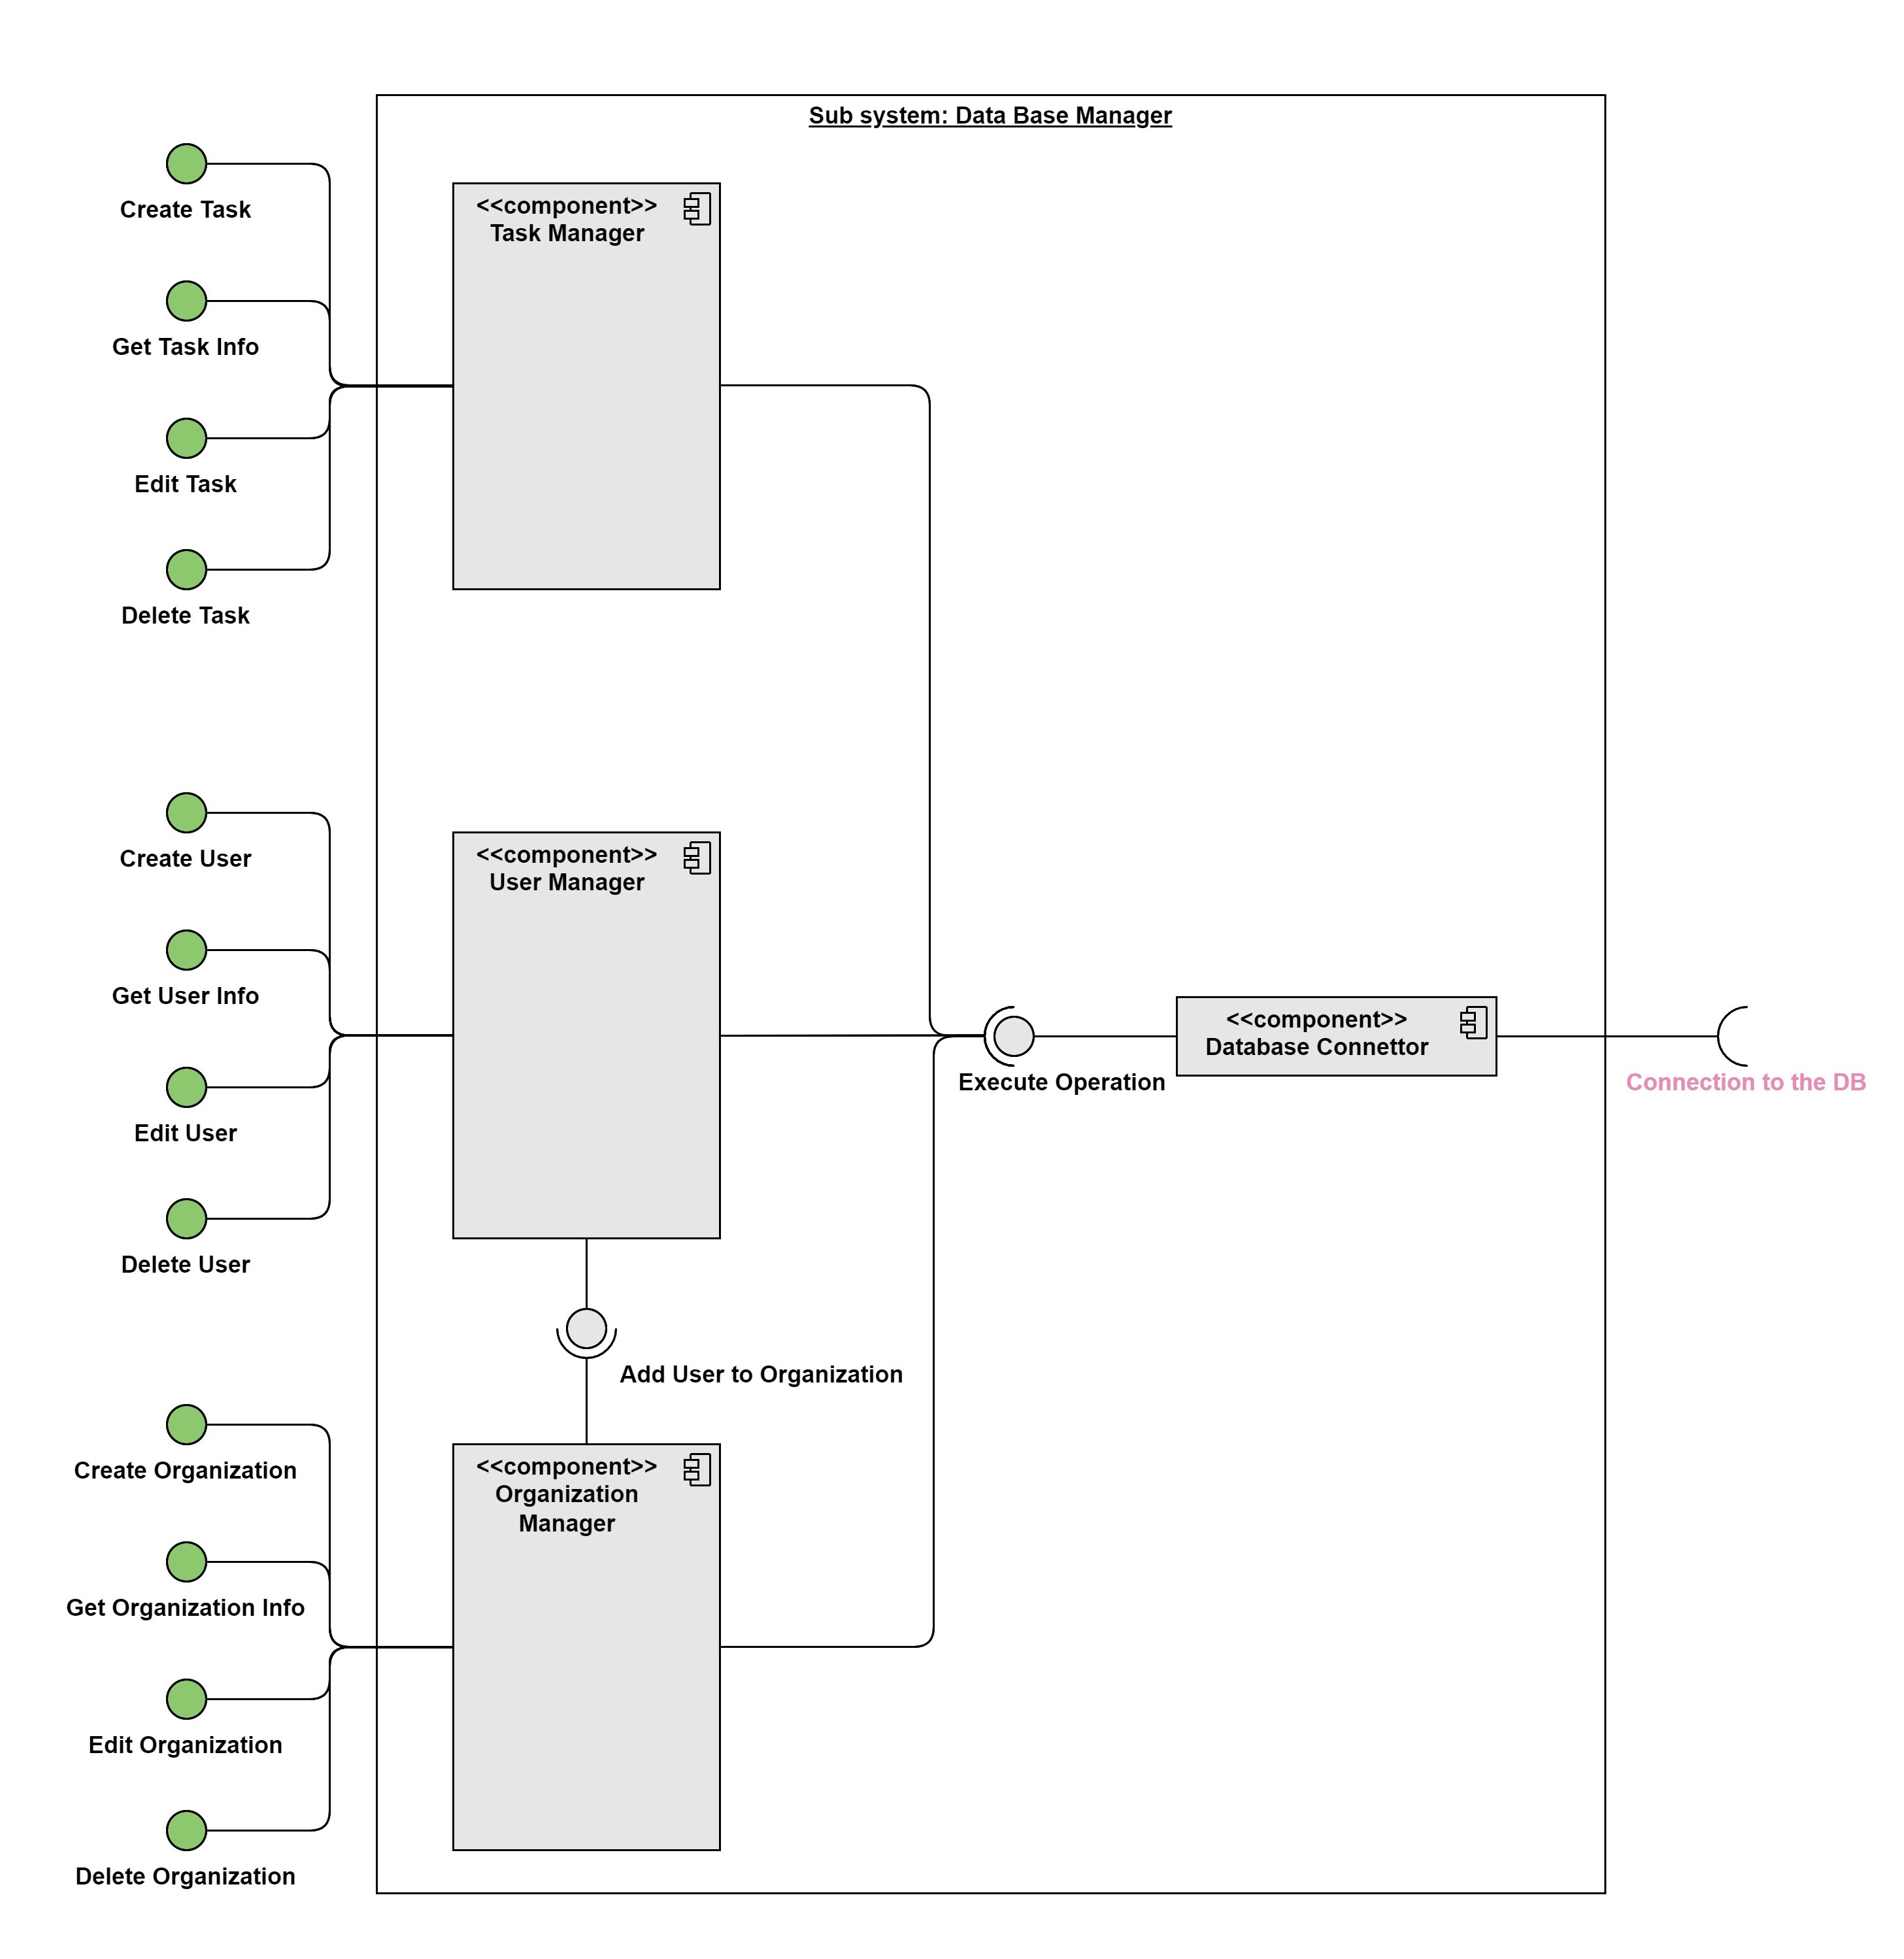 Sub system: Data Base Manager
Create Task
Get Task Info
Edit Task
Delete Task
<<component>>
Task Manager
Create User
Get User Info
Edit User
Delete User
<<component>>
User Manager
Execute Operation
<<component>>
Database Connettor
Connection to the DB
Add User to Organization
Create Organization
Get Organization Info
Edit Organization
Delete Organization
<<component>>
Organization
Manager